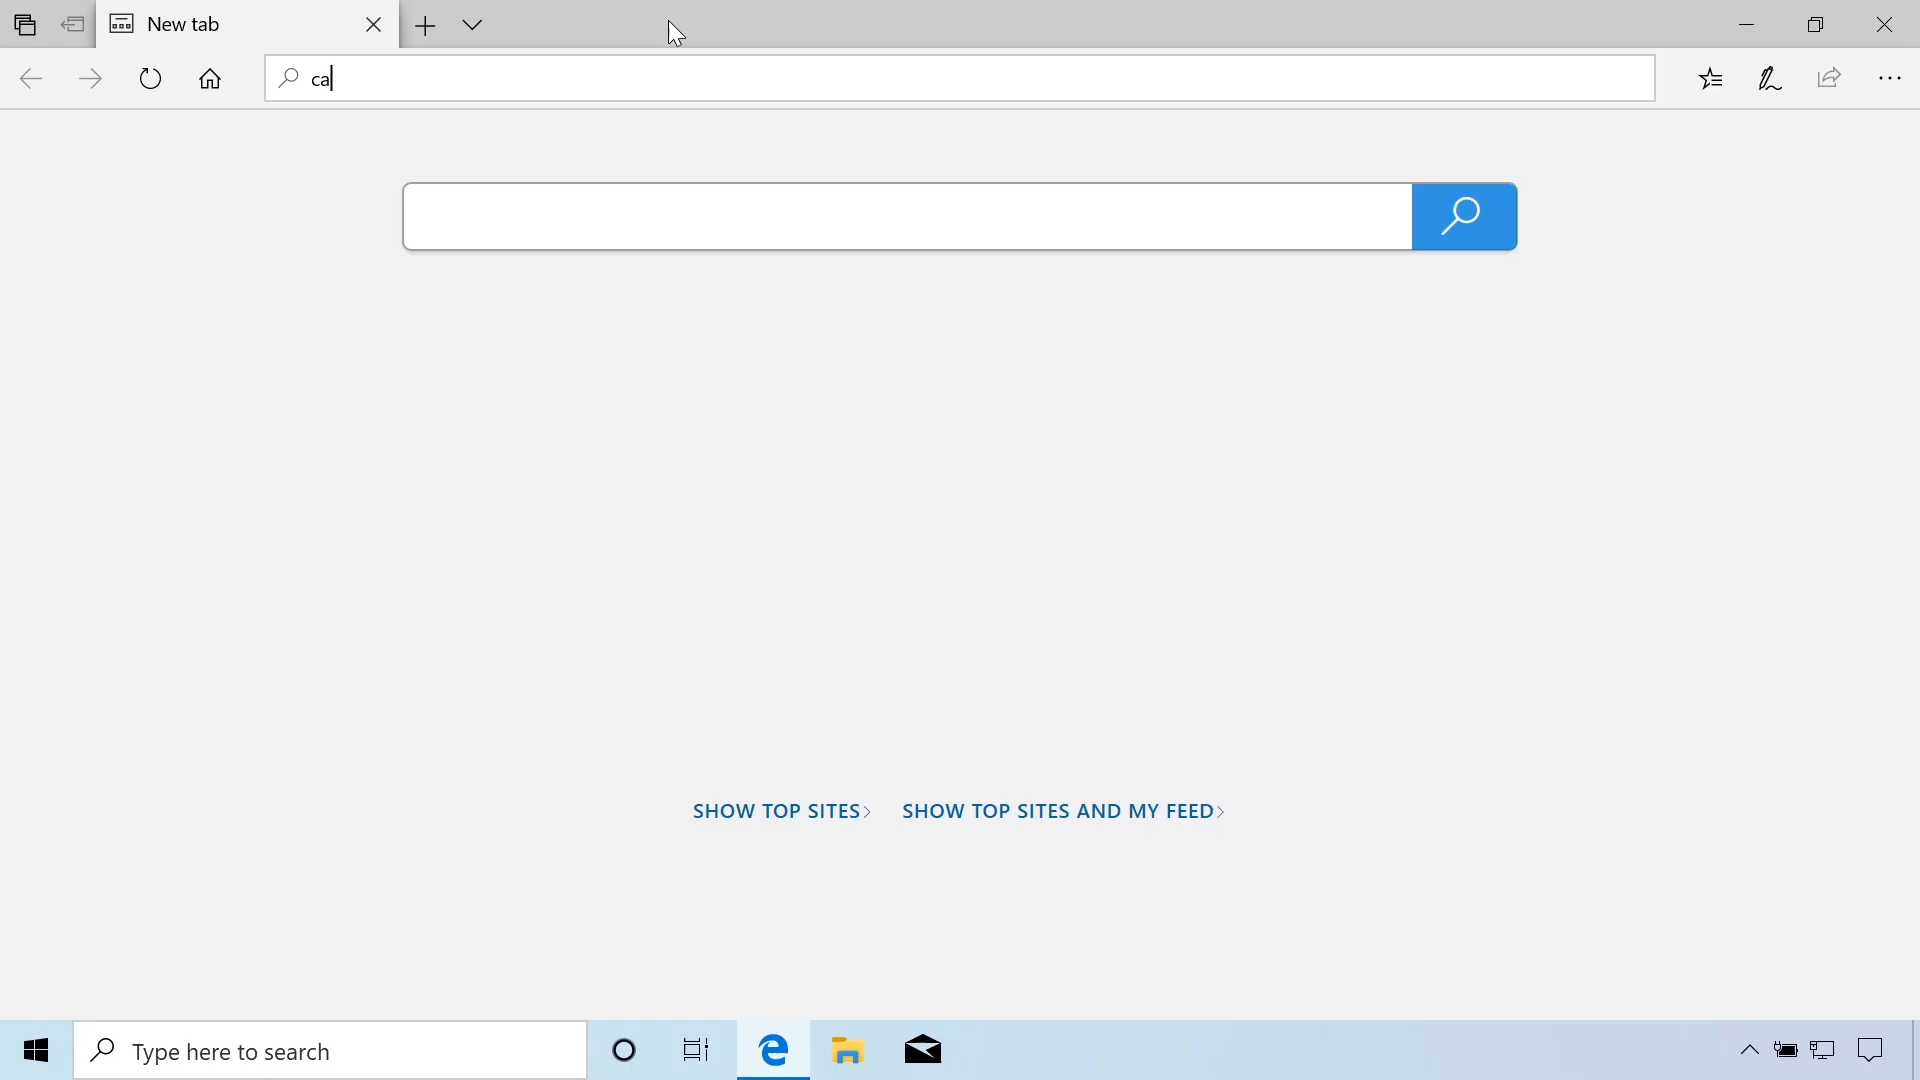 New tab
ca
SHOW TOP SITES
SHOW TOP SITES AND MY FEED
Type here to search